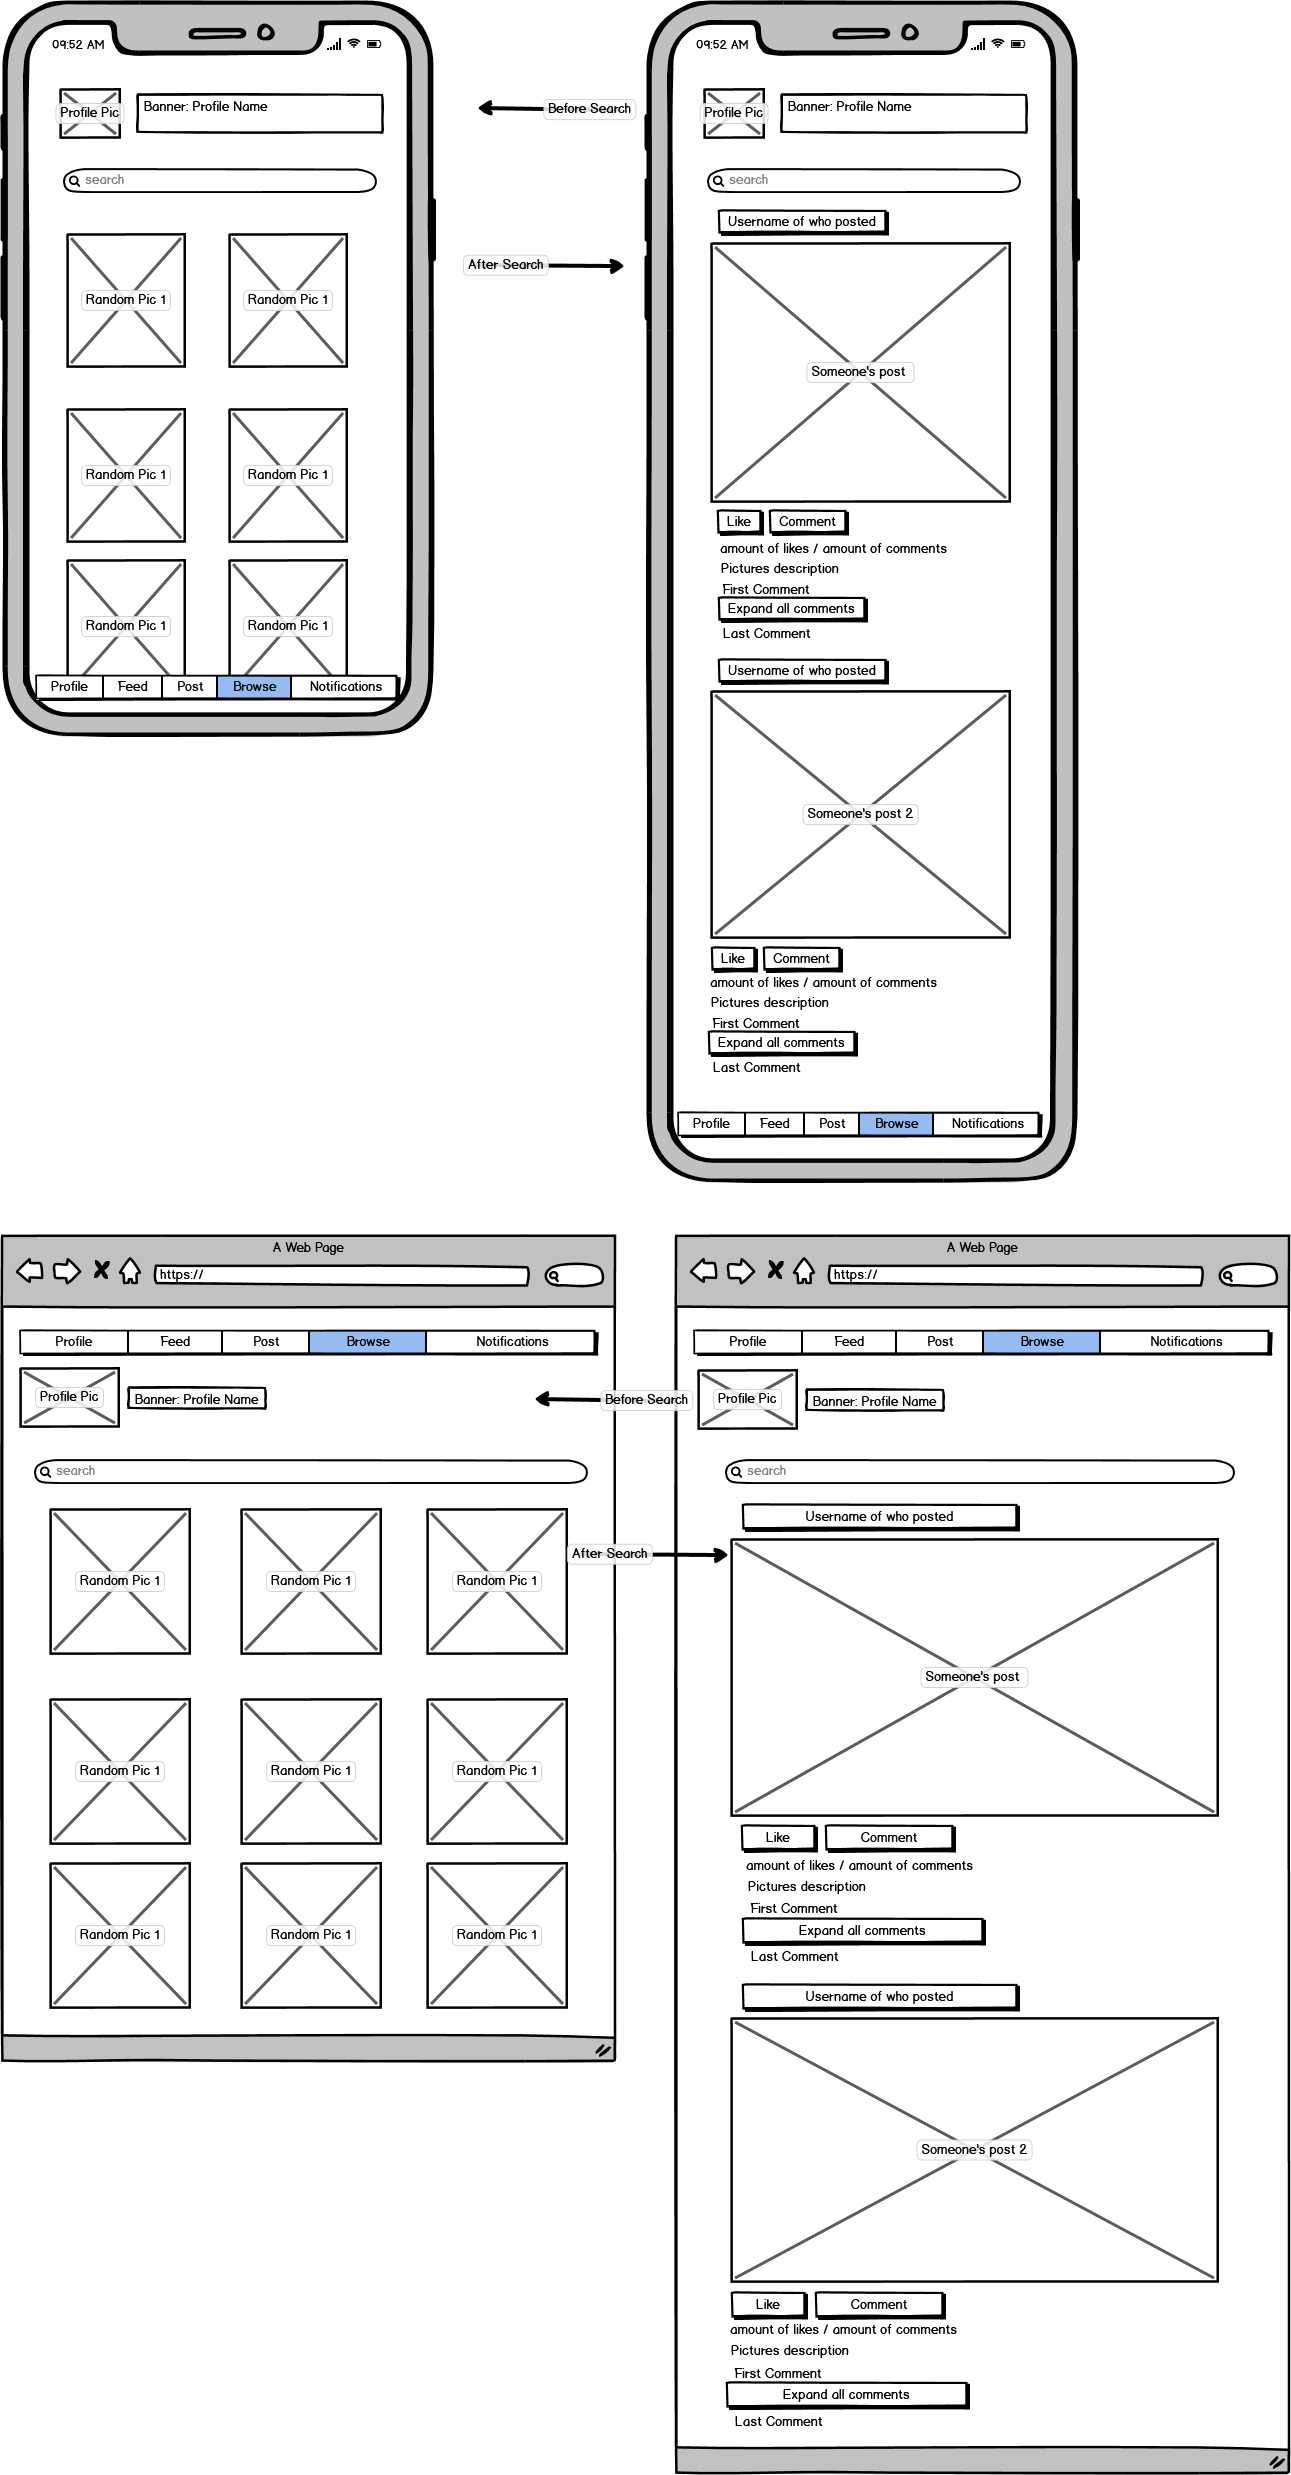 09:52 AM
Profile Pic
Banner: Profile Name
search
Random Pic 1
Random Pic 1
Random Pic 1
Random Pic 1
Random Pic 1
Random Pic 1
Profile
Feed
Post
Browse
Notifications
Before Search
After Search
09:52 AM
Profile Pic
Banner: Profile Name
search
Username of who posted
Someone's post
Like
Comment
amount of likes / amount of comments
Pictures description
First Comment
Expand all comments
Last Comment
Username of who posted
Someone's post 2
Like
Comment
amount of likes / amount of comments
Pictures description
First Comment
Expand all comments
Last Comment
Profile
Feed
Post
Browse
Notifications
A Web Page
https://
Profile
Feed
Post
Browse
Notifications
Profile Pic
Banner: Profile Name
search
Random Pic 1
Random Pic 1
Random Pic 1
Random Pic 1
Random Pic 1
Random Pic 1
Random Pic 1
Random Pic 1
Random Pic 1
Before Search
After Search
A Web Page
https://
Profile
Feed
Post
Browse
Notifications
Profile Pic
Banner: Profile Name
search
Username of who posted
Someone's post
Like
Comment
amount of likes / amount of comments
Pictures description
First Comment
Expand all comments
Last Comment
Username of who posted
Someone's post 2
Like
Comment
amount of likes / amount of comments
Pictures description
First Comment
Expand all comments
Last Comment